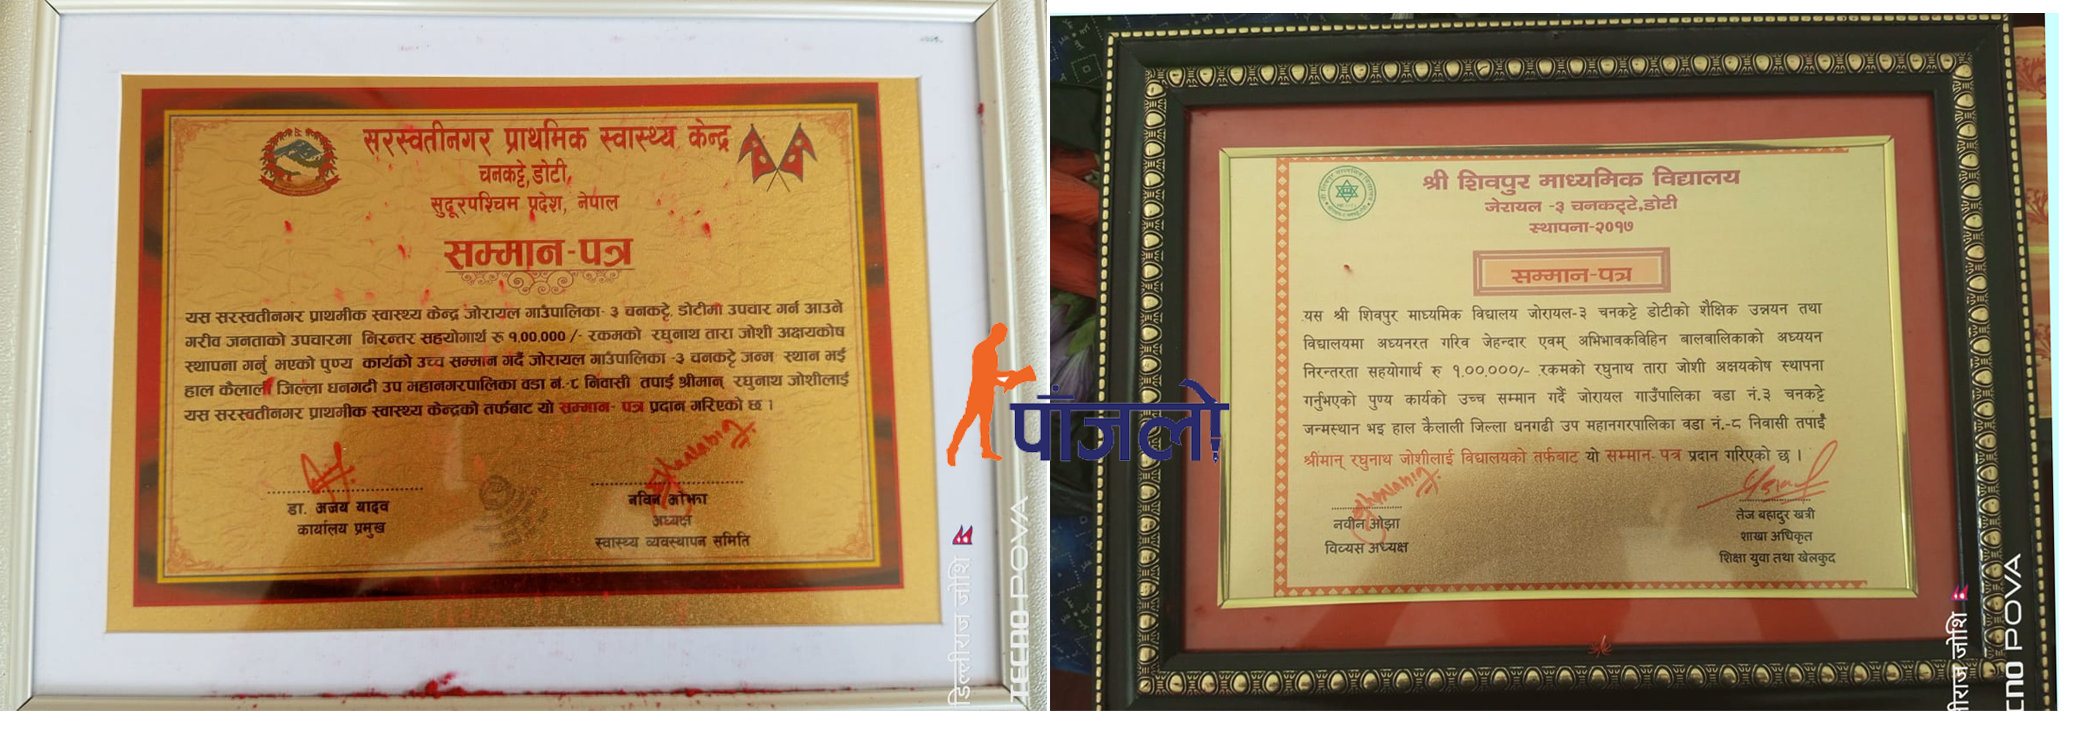 सरस्वतीनगर प्राथमिक स्वास्थ्य केन्द्र
चनकट्टे,डोटी,
सुदूरपश्चिम प्रदेश, नेपाल
सम्मान-पत्र
यस सरस्वतीनगर प्राथमीक स्वास्थ्य केन्द्र जोरायल गाउँपालिका- ३ चनकट्टे, डोटीमा उपचार गर्न आउने
गरीव जनताको उपचारमा निरन्तर सहयोगार्थ रु १,००,००० /- रकमको रघुनाथ तारा जोशी अक्षयकोष
स्थापना गर्नु भएको पुण्य कार्यको उच्च सम्मान गर्दै जोरायल गाउँपालिका -३ चनकट्टे जन्म स्थान भई
हाल कैलाली जिल्ला धनगढी उप महानगरपालिका वडा नं.-८ निवासी तपाई श्रीमान् रघुनाथ जोशीलाई
यस सरस्वतीनगर प्राथमीक स्वास्थ्य केन्द्रको तर्फबाट यो सम्मान- पत्र प्रदान गरिएको छ ।
डा. अजय यादव
कार्यालय प्रमुख
नविन ओझा
अध्यक्ष
स्वास्थ्य व्यवस्थापन समिति
डिल्लीराज जोशि
TECNO POVA
पाँजलो
श्री शिवपुर माध्यमिक विद्यालय
जेरायल -३ चनकट्टे,डोटी
स्थापना-२०१७
सम्मान-पत्र
यस श्री शिवपुर माध्यमिक विद्यालय जोरायल-३ चनकट्टे डोटीको शैक्षिक उन्नयन तथा
विद्यालयमा अध्यनरत गरिव जेहन्दार एवम् अभिभावकविहिन बालबालिकाको अध्ययन
निरन्तरता सहयोगार्थ रु १,००,०००/- रकमको रघुनाथ तारा जोशी अक्षयकोष स्थापना
गर्नुभएको पुण्य कार्यको उच्च सम्मान गर्दै जोरायल गाउँपालिका वडा नं.३ चनकट्टे
जन्मस्थान भइ हाल कैलाली जिल्ला धनगढी उप महानगरपालिका वडा नं.-८ निवासी तपाईं
श्रीमान् रघुनाथ जोशीलाई विद्यालयको तर्फबाट यो सम्मान- पत्र प्रदान गरिएको छ ।
नवीन ओझा
विव्यस अध्यक्ष
तेज बहादुर खत्री
शाखा अधिकृत
शिक्षा युवा तथा खेलकुद
राज जोशि
CNO POVA